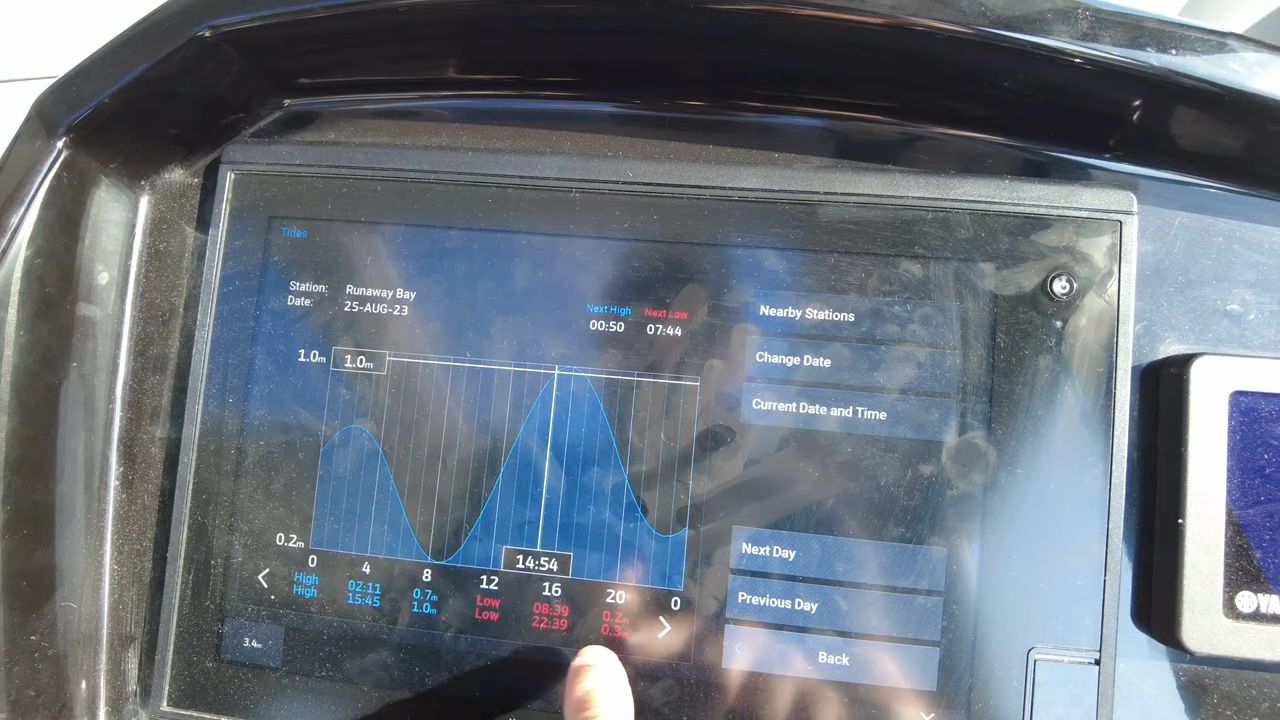 Tides
Station: Runaway Bay
Date: 25-AUG-23
Next High Next Low
00:50 07:44
1.0m 1.0m
0.2m
14:54
0 4 8 12 16 20 0
High 02:11 0.7m Low 08:39 0.2m
High 15:45 1.0m Low 22:39 0.3m
3.4m
Nearby Stations
Change Date
Current Date and Time
Next Day
Previous Day
Back